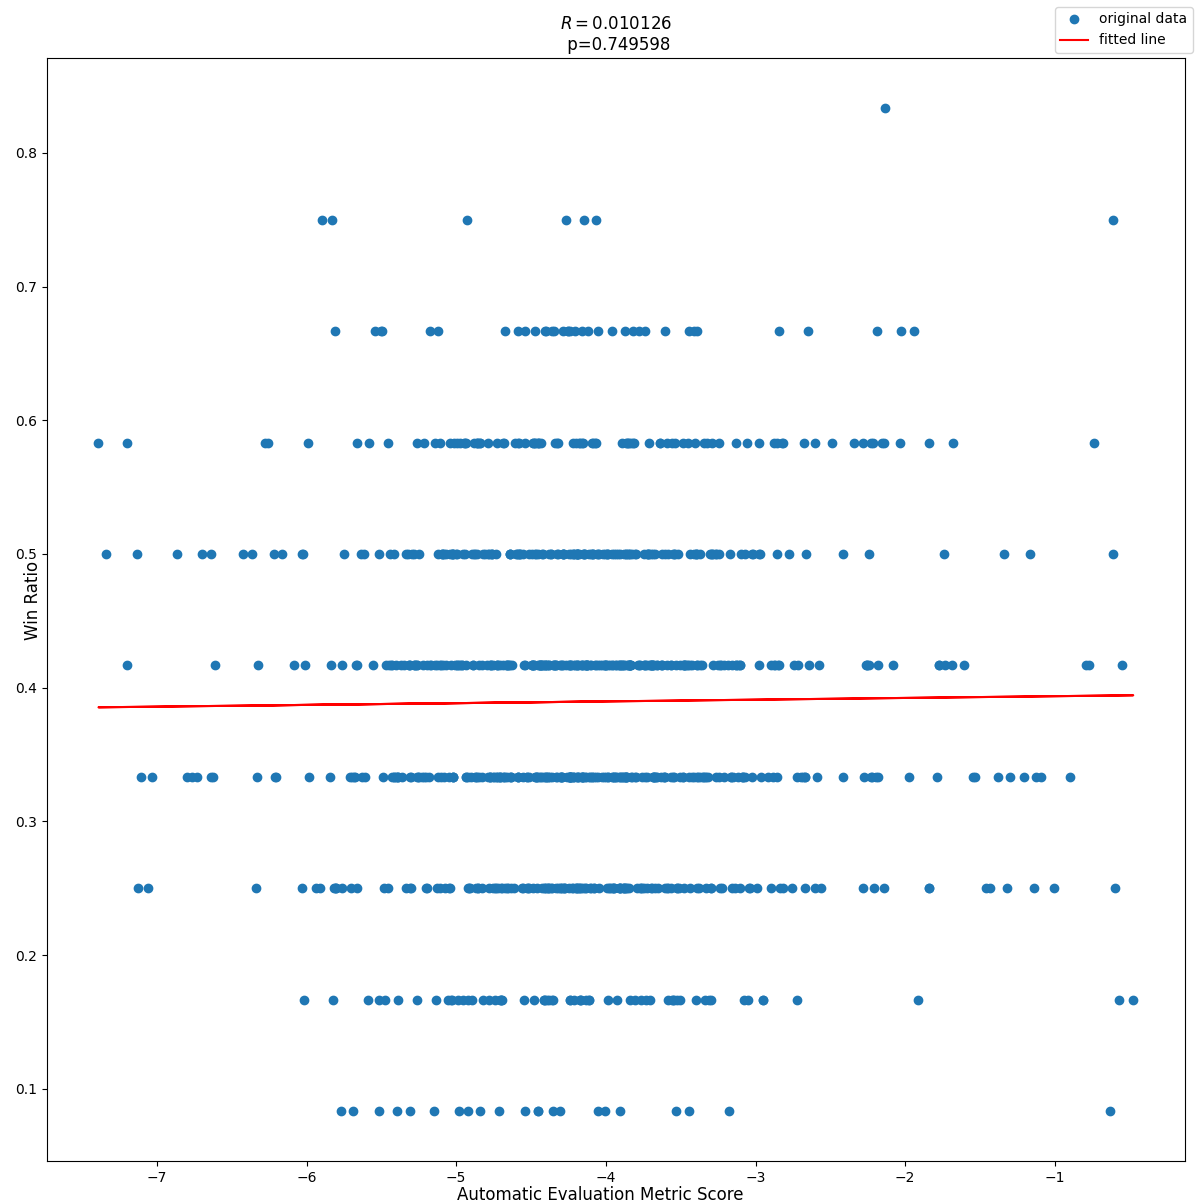 R = 0.010126
p=0.749598
original data
fitted line
Win Ratio
0.8
0.7
0.6
0.5
0.4
0.3
0.2
0.1
−7 −6 −5 −4 −3 −2 −1
Automatic Evaluation Metric Score